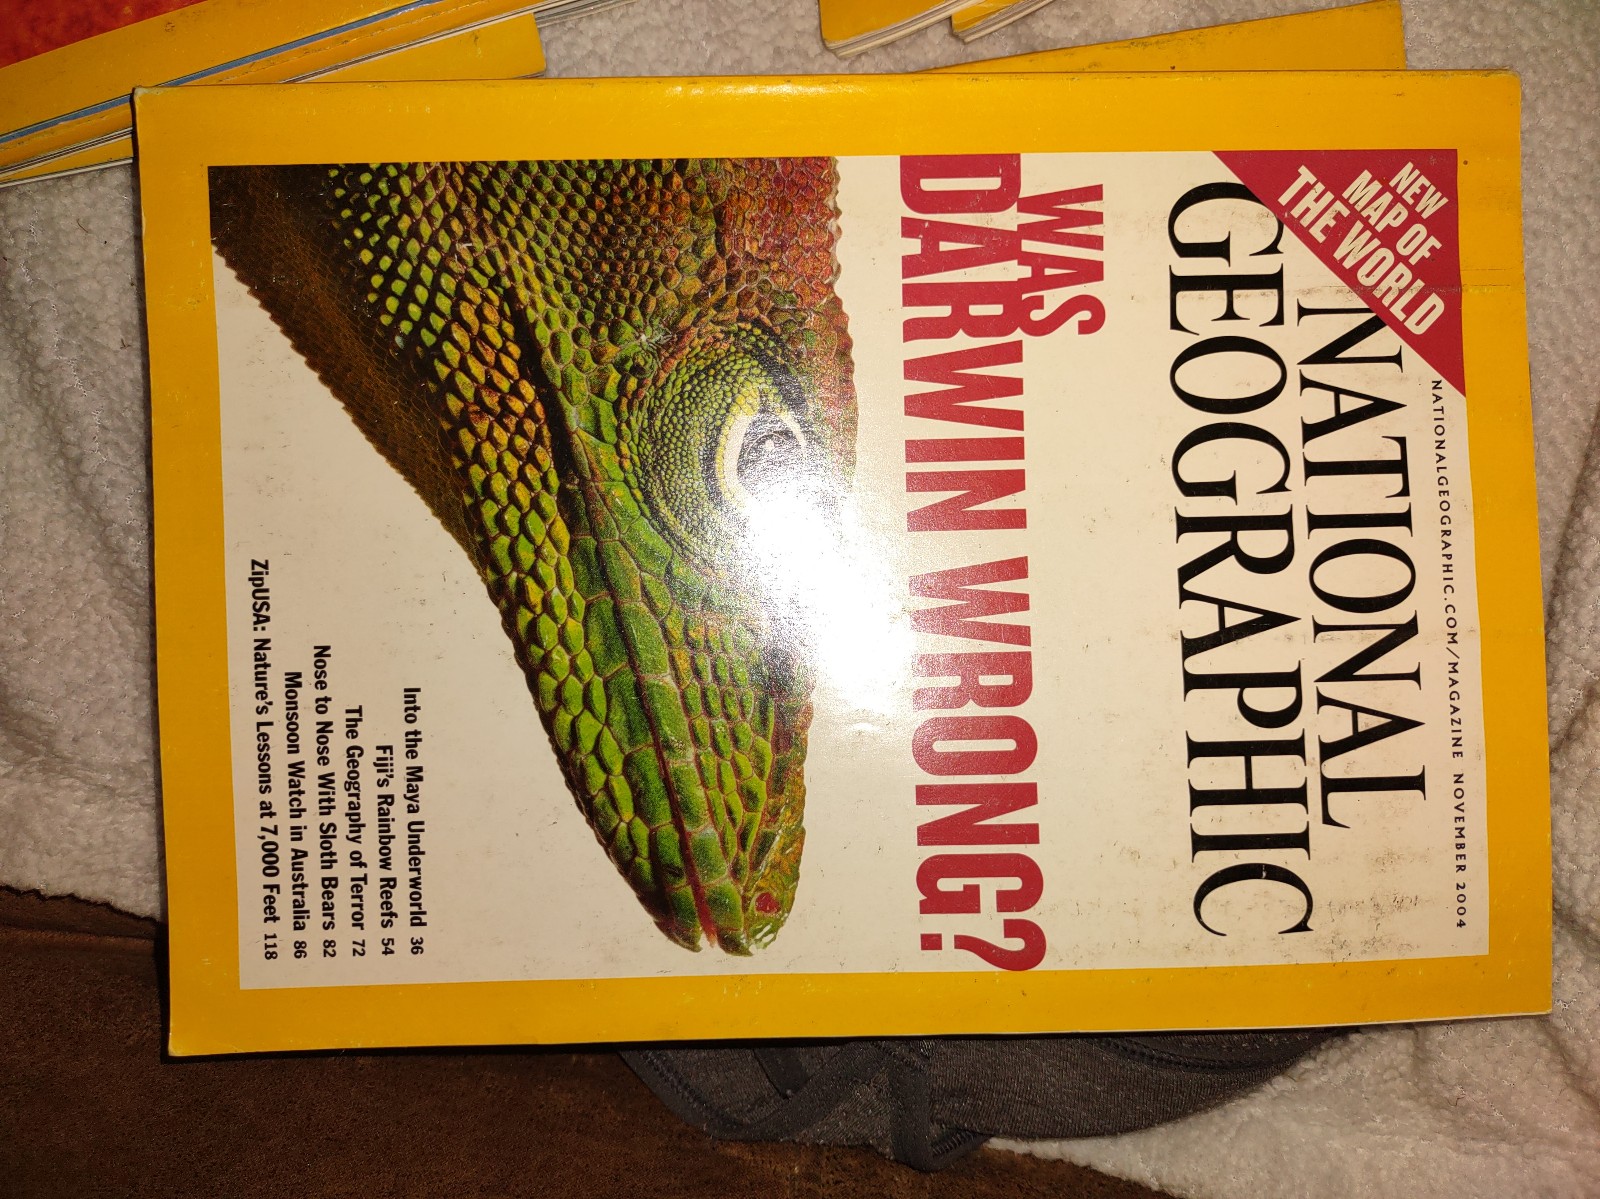 NEW
MAP OF
THE WORLD
NATIONALGEOGRAPHIC.COM/MAGAZINE NOVEMBER 2004
NATIONAL
GEOGRAPHIC
WAS
DARWIN WRONG?
Into the Maya Underworld 36
Fiji's Rainbow Reefs 54
The Geography of Terror 72
Nose to Nose With Sloth Bears 82
Monsoon Watch in Australia 86
ZipUSA: Nature's Lessons at 7,000 Feet 118